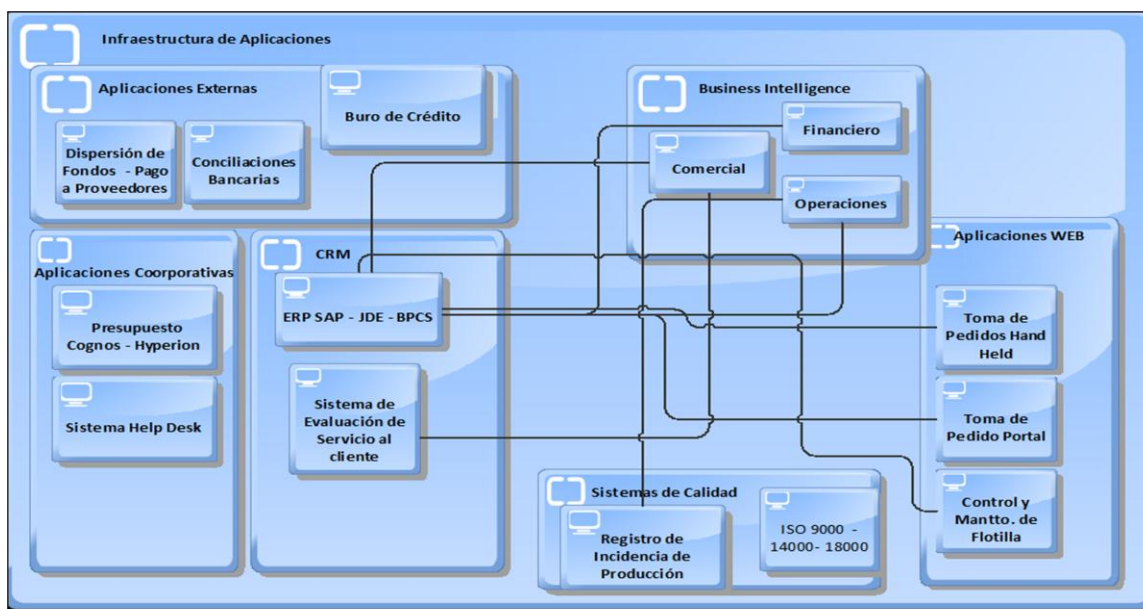 Infraestructura de Aplicaciones
Aplicaciones Externas
Buro de Crédito
Dispersión de
Fondos - Pago
a Proveedores
Conciliaciones
Bancarias
Business Intelligence
Financiero
Comercial
Operaciones
Aplicaciones Coorporativas
Presupuesto
Cognos - Hyperion
Sistema Help Desk
CRM
ERP SAP - JDE - BPCS
Sistema de
Evaluación de
Servicio al
cliente
Aplicaciones WEB
Toma de
Pedidos Hand
Held
Toma de
Pedido Portal
Control y
Mantto. de
Flotilla
Sistemas de Calidad
Registro de
Incidencia de
Producción
ISO 9000 -
14000- 18000